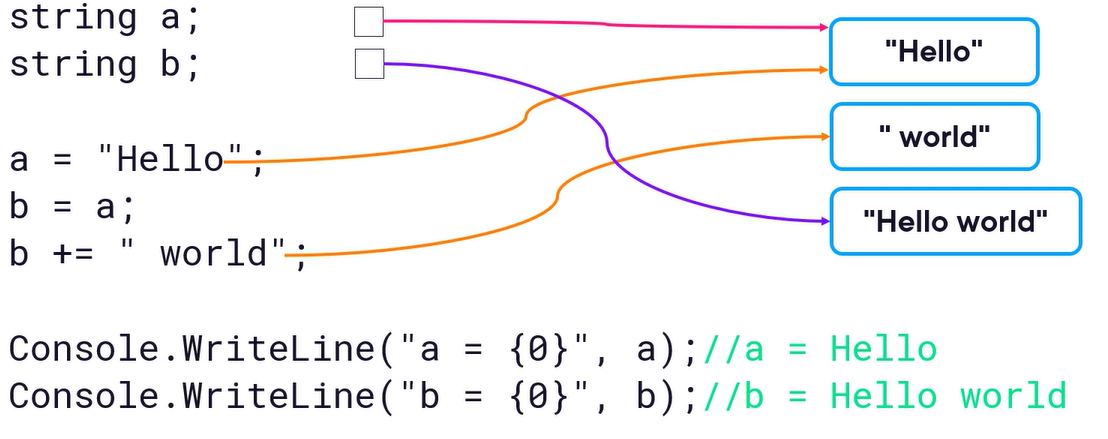 string a;
string b;
a = "Hello";
b = a;
b += " world";
"Hello"
" world"
"Hello world"
Console.WriteLine("a = {0}", a);//a = Hello
Console.WriteLine("b = {0}", b);//b = Hello world